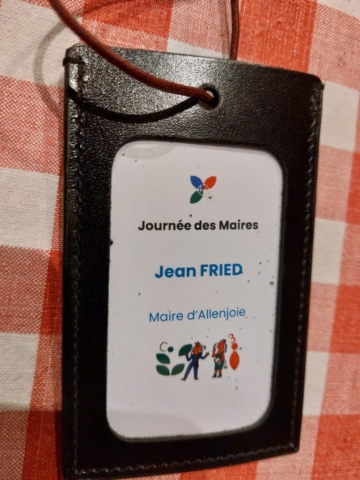 Journée des Maires
Jean FRIED
Maire d'Allenjoie